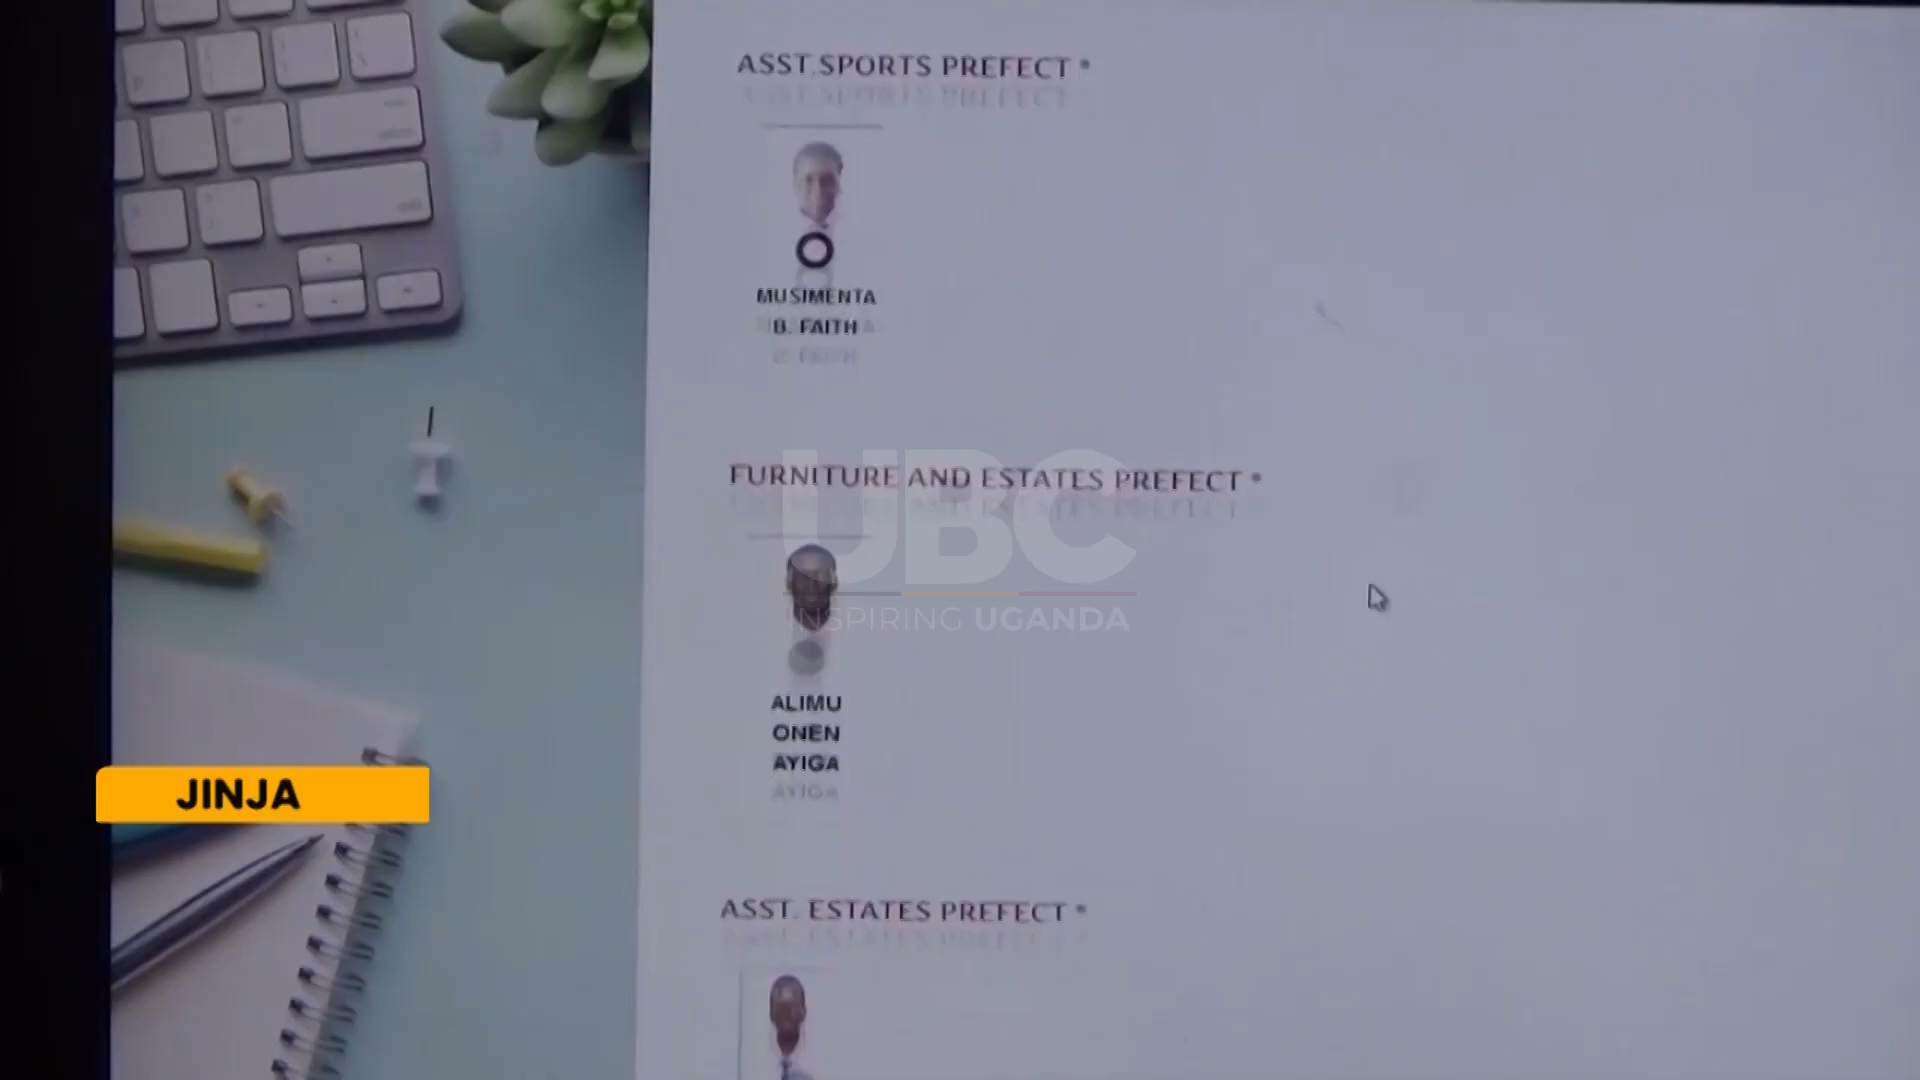 ASST.SPORTS PREFECT *
MUSIMENTA
B. FAITH
FURNITURE AND ESTATES PREFECT *
UBC
INSPIRING UGANDA
ALIMU
ONEN
AYIGA
JINJA
ASST. ESTATES PREFECT *